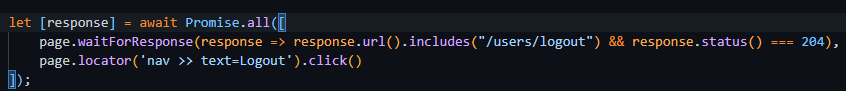 let [response] = await Promise.all([
    page.waitForResponse(response => response.url().includes("/users/logout") && response.status() === 204),
    page.locator('nav >> text=Logout').click()
]);